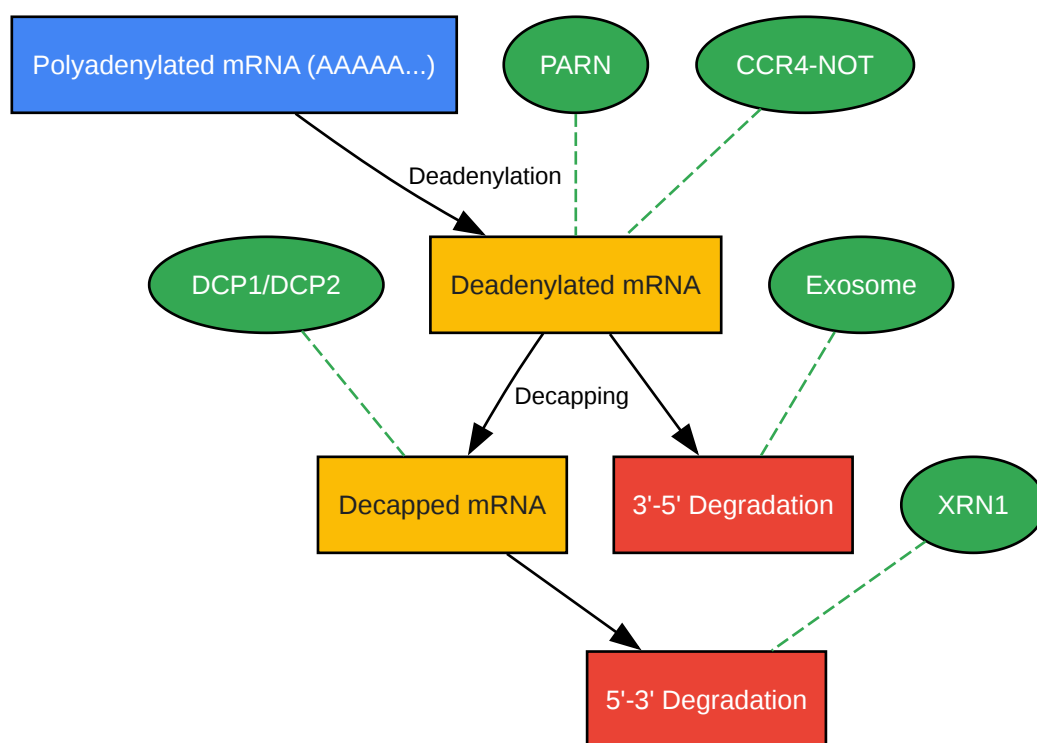 Polyadenylated mRNA (AAAAA...)
PARN
CCR4-NOT
Deadenylation
DCP1/DCP2
Deadenylated mRNA
Exosome
Decapping
Decapped mRNA
3'-5' Degradation
XRN1
5'-3' Degradation